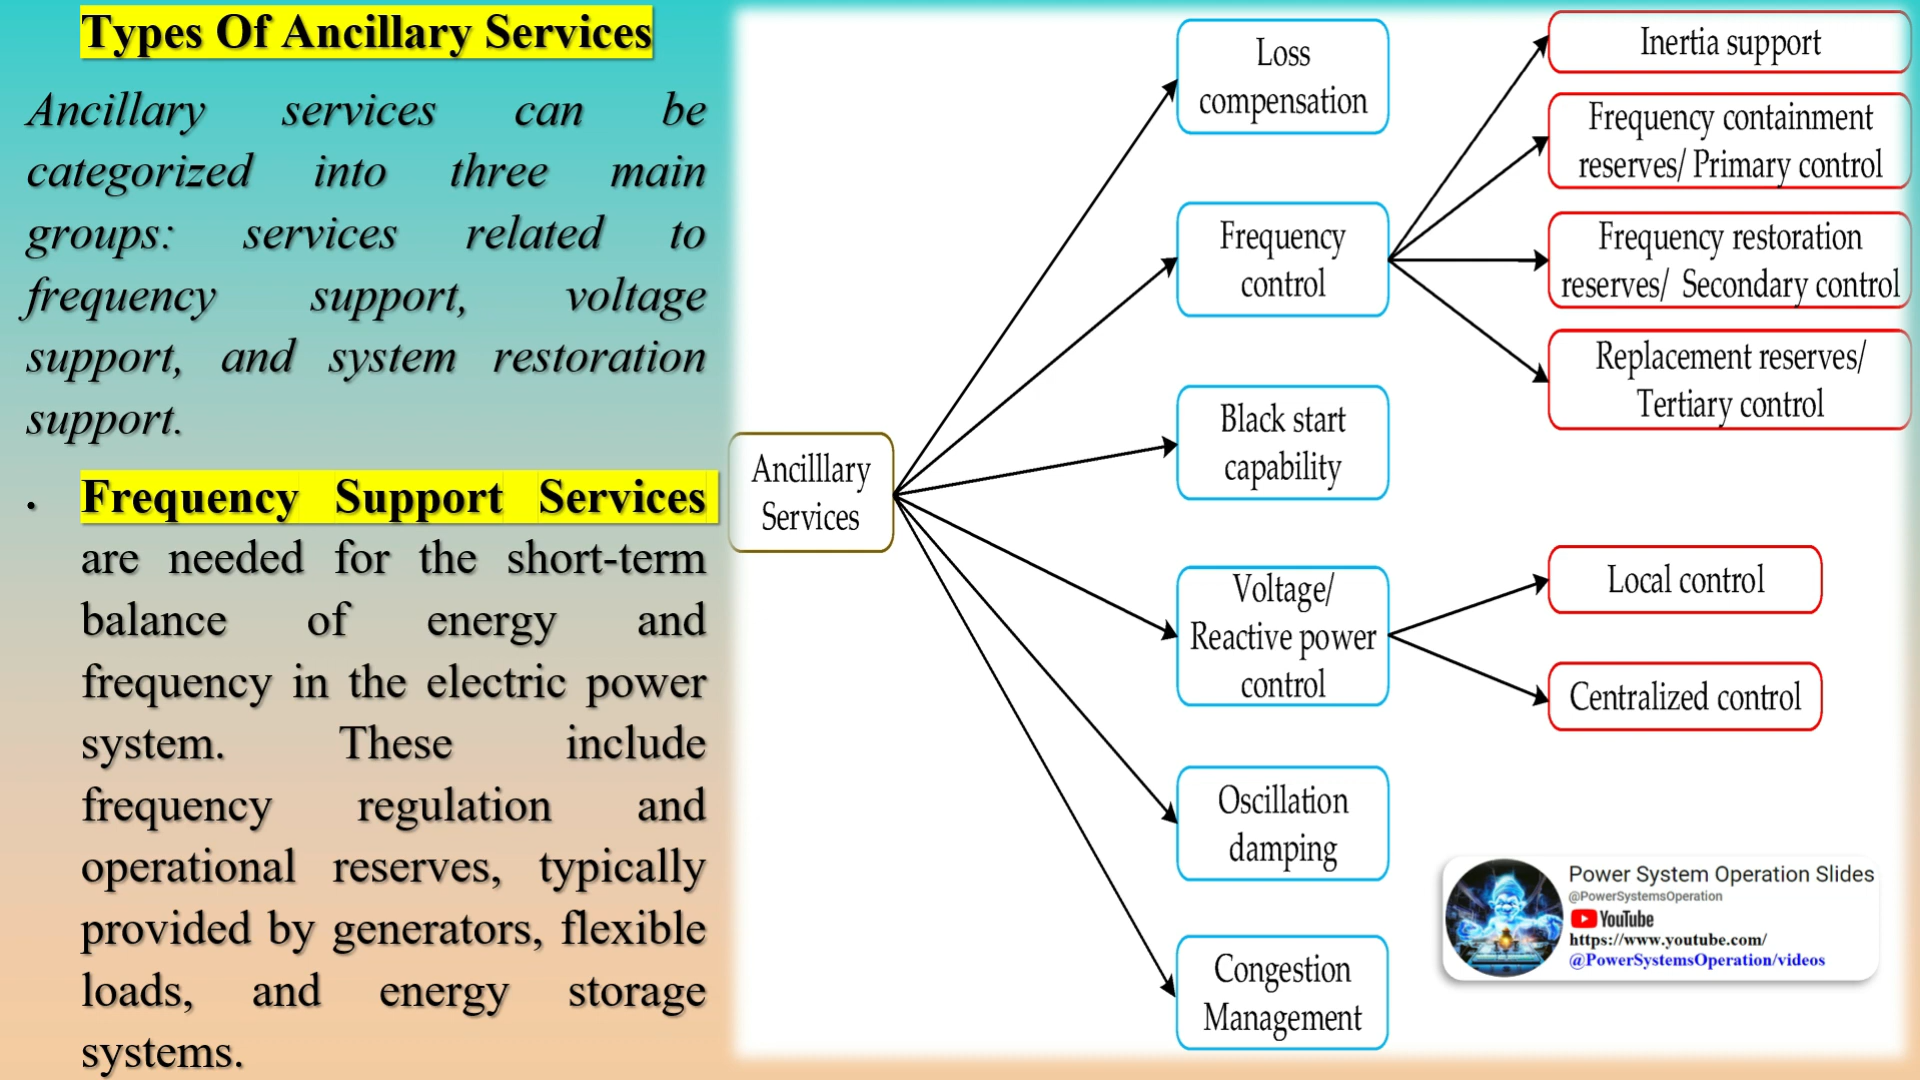 Types Of Ancillary Services
Ancillary services can be
categorized into three main
groups: services related to
frequency support, voltage
support, and system restoration
support.
• Frequency Support Services
are needed for the short-term
balance of energy and
frequency in the electric power
system. These include
frequency regulation and
operational reserves, typically
provided by generators, flexible
loads, and energy storage
systems.
Ancilllary
Services
Loss
compensation
Frequency
control
Black start
capability
Voltage/
Reactive power
control
Oscillation
damping
Congestion
Management
Inertia support
Frequency containment
reserves/ Primary control
Frequency restoration
reserves/ Secondary control
Replacement reserves/
Tertiary control
Local control
Centralized control
Power System Operation Slides
@PowerSystemsOperation
YouTube
https://www.youtube.com/
@PowerSystemsOperation/videos